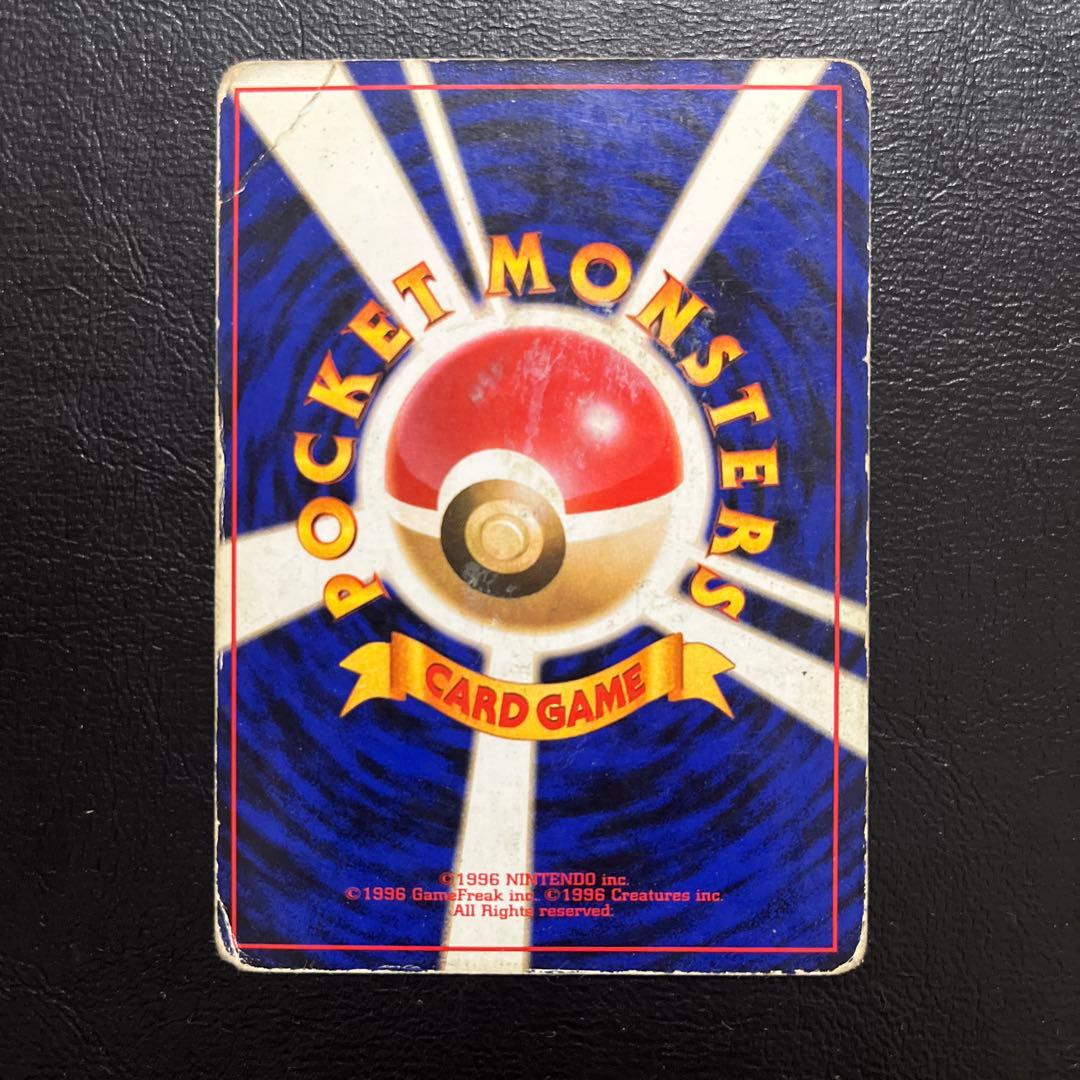 POCKET MONSTERS
CARD GAME
©1996 NINTENDO inc.
©1996 GameFreak inc. ©1996 Creatures inc.
All Rights reserved.